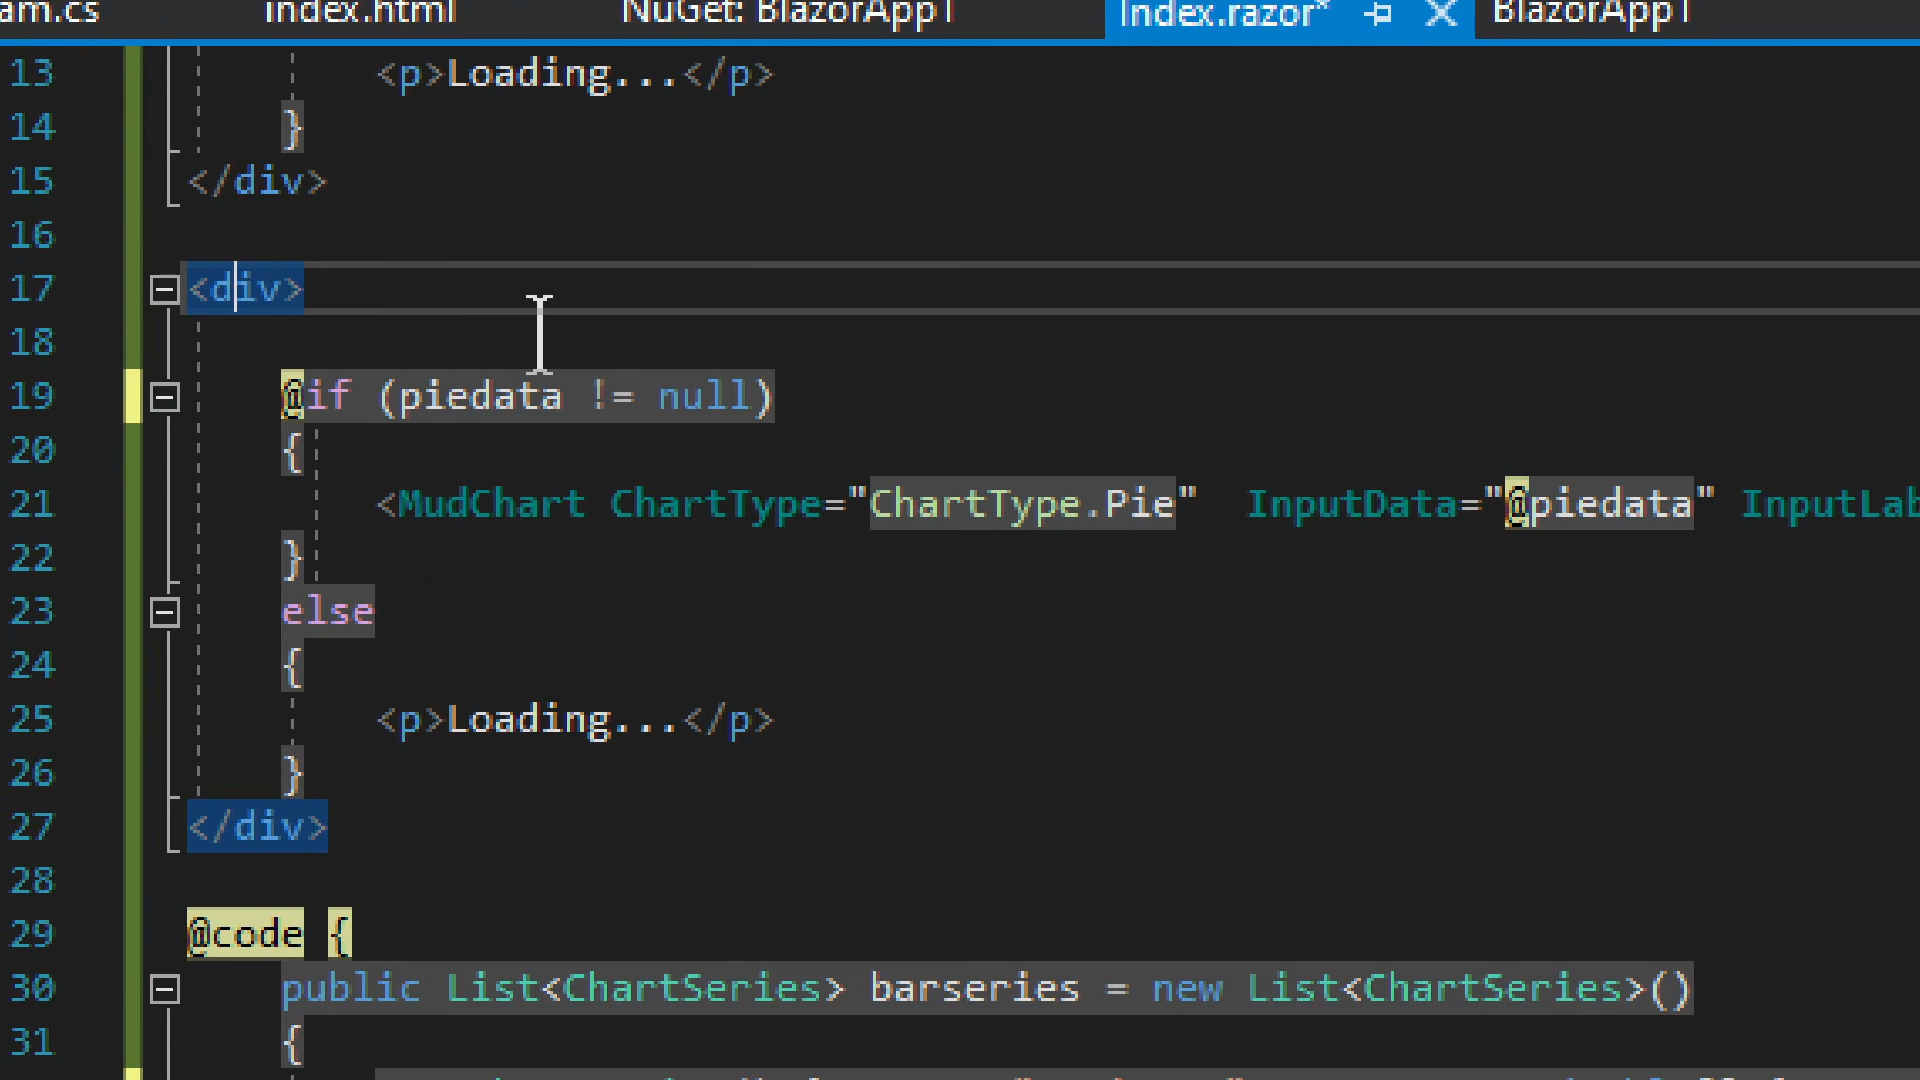 am.cs index.html NuGet: BlazorApp1 Index.razor* BlazorApp1
13 <p>Loading...</p>
14 }
15 </div>
16
17 <div>
18
19 @if (piedata != null)
20 {
21 <MudChart ChartType="ChartType.Pie" InputData="@piedata" InputLab
22 }
23 else
24 {
25 <p>Loading...</p>
26 }
27 </div>
28
29 @code {
30 public List<ChartSeries> barseries = new List<ChartSeries>()
31 {